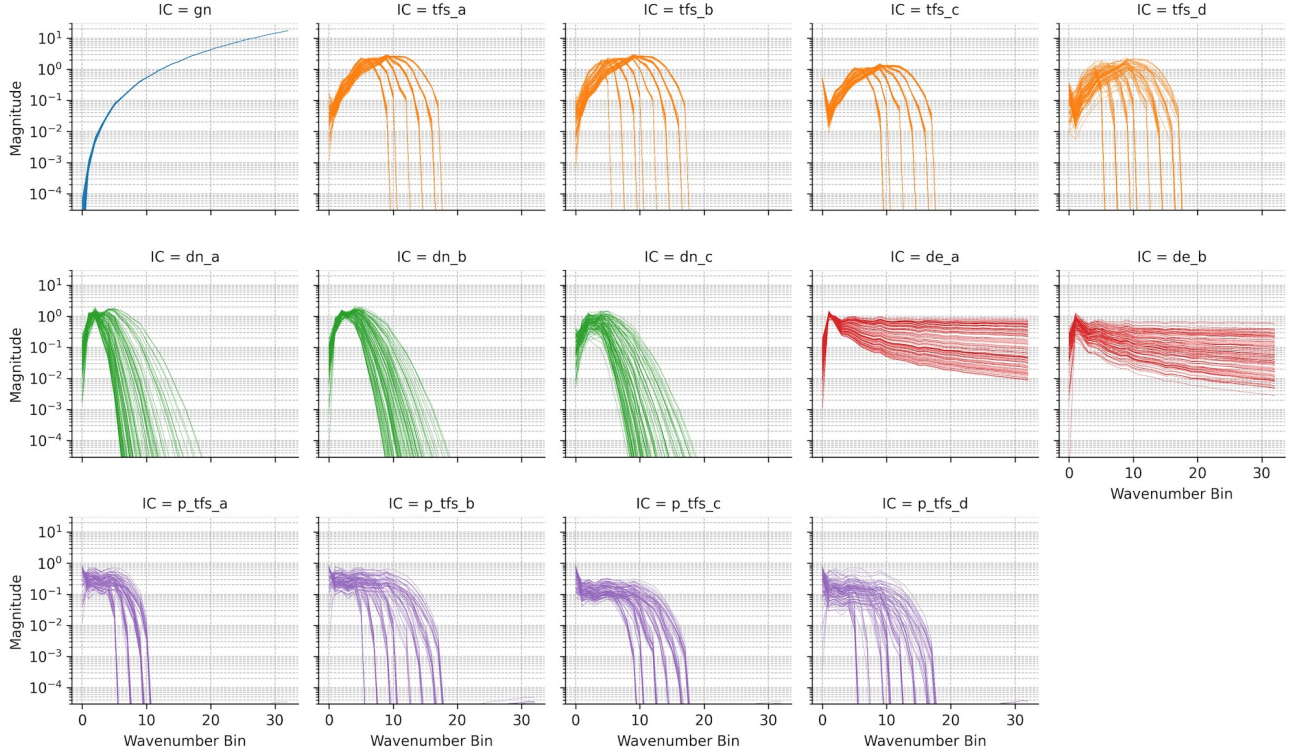 IC = gn
IC = tfs_a
IC = tfs_b
IC = tfs_c
IC = tfs_d
Magnitude
10¹
10⁰
10⁻¹
10⁻²
10⁻³
10⁻⁴
IC = dn_a
IC = dn_b
IC = dn_c
IC = de_a
IC = de_b
Magnitude
10¹
10⁰
10⁻¹
10⁻²
10⁻³
10⁻⁴
0 10 20 30
Wavenumber Bin
IC = p_tfs_a
IC = p_tfs_b
IC = p_tfs_c
IC = p_tfs_d
Magnitude
10¹
10⁰
10⁻¹
10⁻²
10⁻³
10⁻⁴
0 10 20 30
0 10 20 30
0 10 20 30
0 10 20 30
Wavenumber Bin
Wavenumber Bin
Wavenumber Bin
Wavenumber Bin